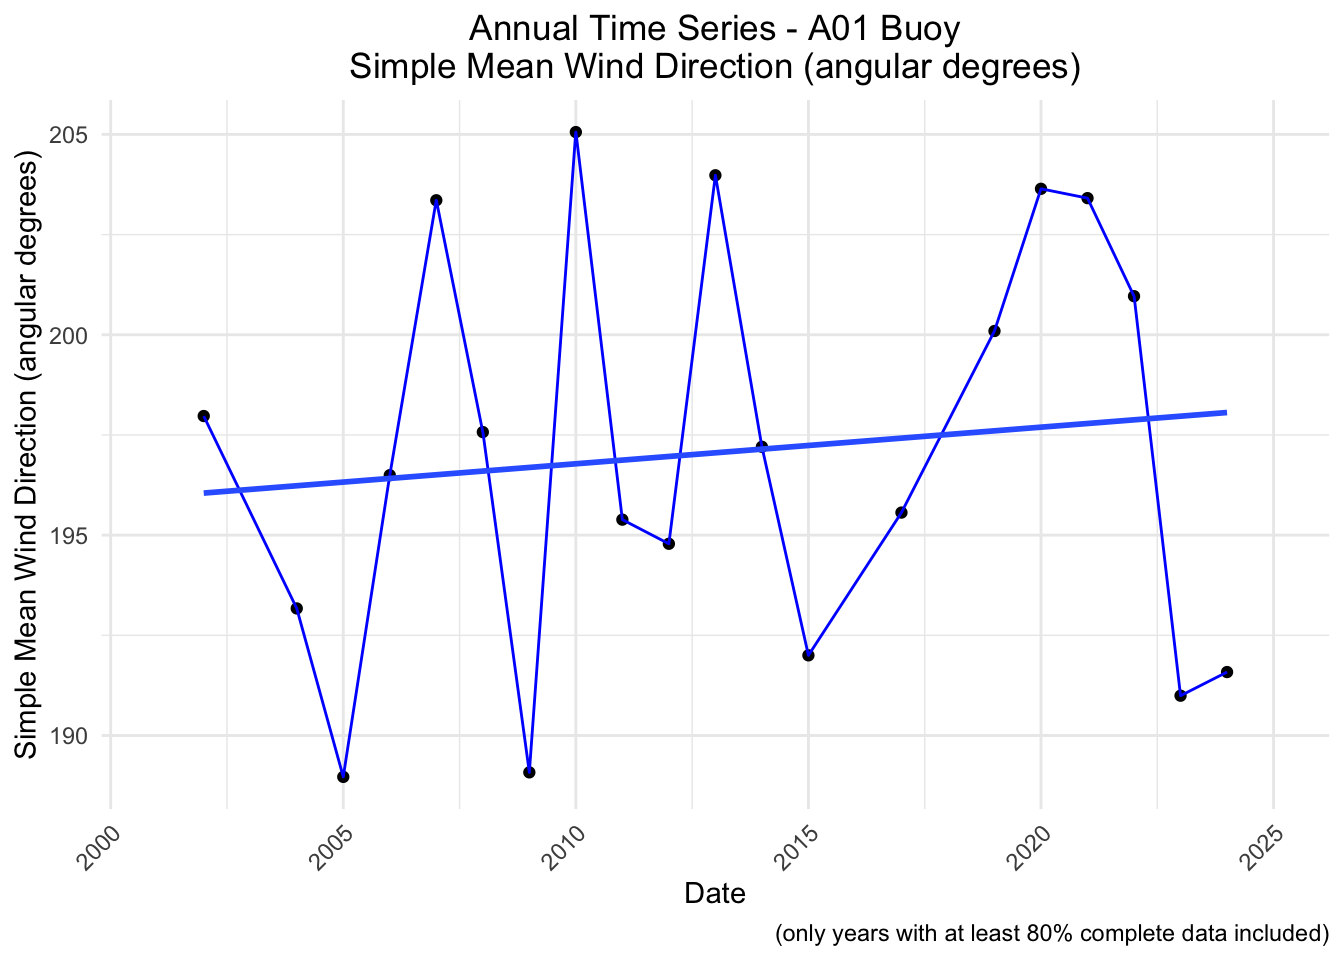 Annual Time Series - A01 Buoy
Simple Mean Wind Direction (angular degrees)
Simple Mean Wind Direction (angular degrees)
205
200
195
190
2000
2005
2010
2015
2020
2025
Date
(only years with at least 80% complete data included)